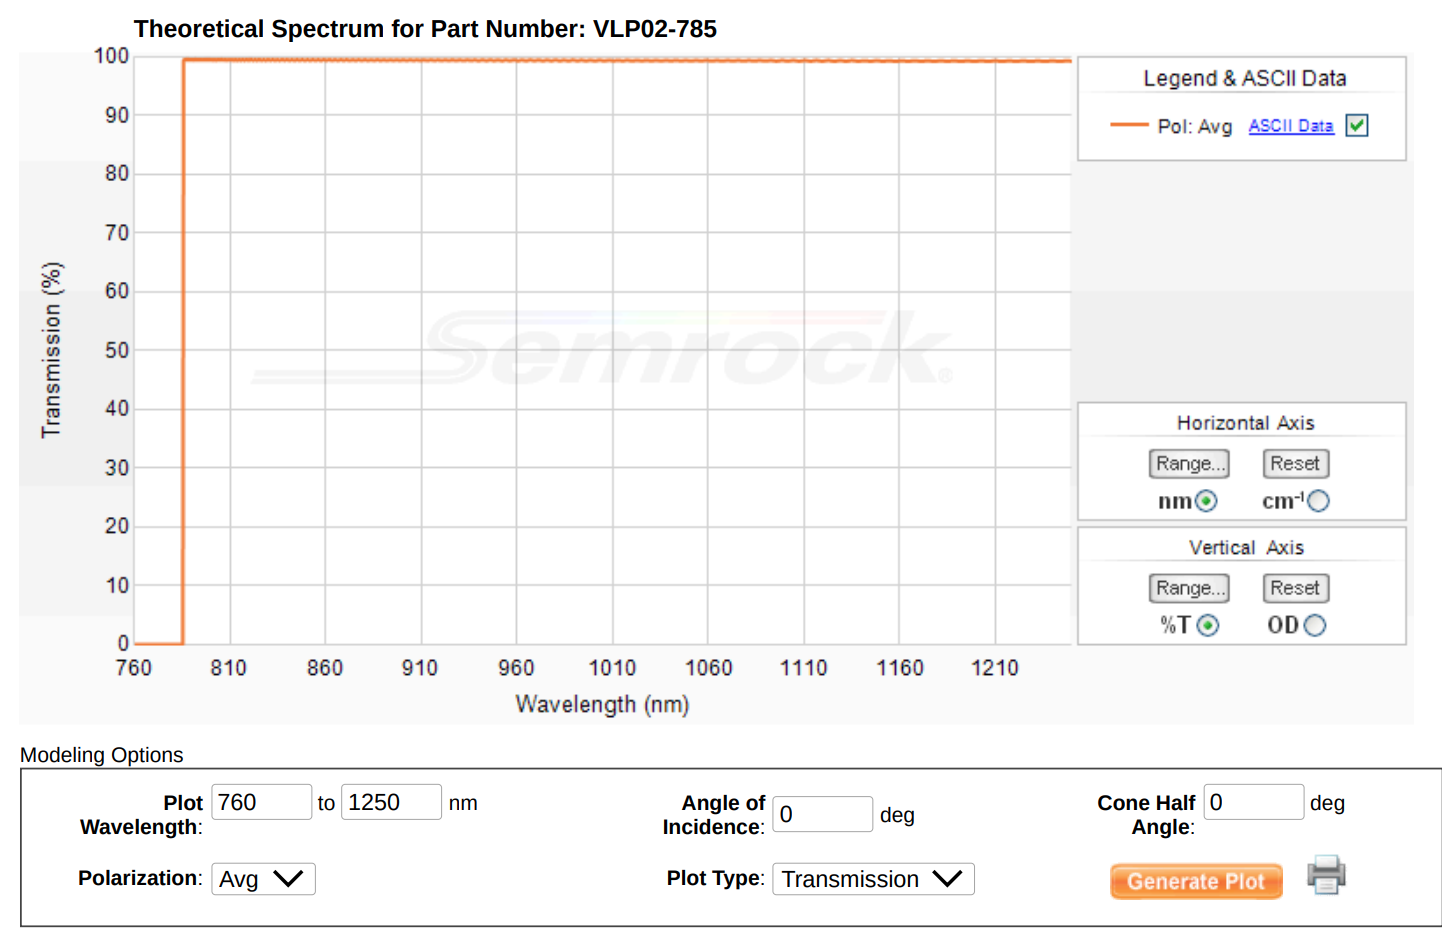 Theoretical Spectrum for Part Number: VLP02-785
100
90
80
70
60
50
40
30
20
10
0
Transmission (%)
760 810 860 910 960 1010 1060 1110 1160 1210
Wavelength (nm)
Semrock®
Legend & ASCII Data
Pol: Avg ASCII Data
Horizontal Axis
Range... Reset
nm cm⁻¹
Vertical Axis
Range... Reset
%T OD
Modeling Options
Plot Wavelength: 760 to 1250 nm
Angle of Incidence: 0 deg
Cone Half Angle: 0 deg
Polarization: Avg
Plot Type: Transmission
Generate Plot